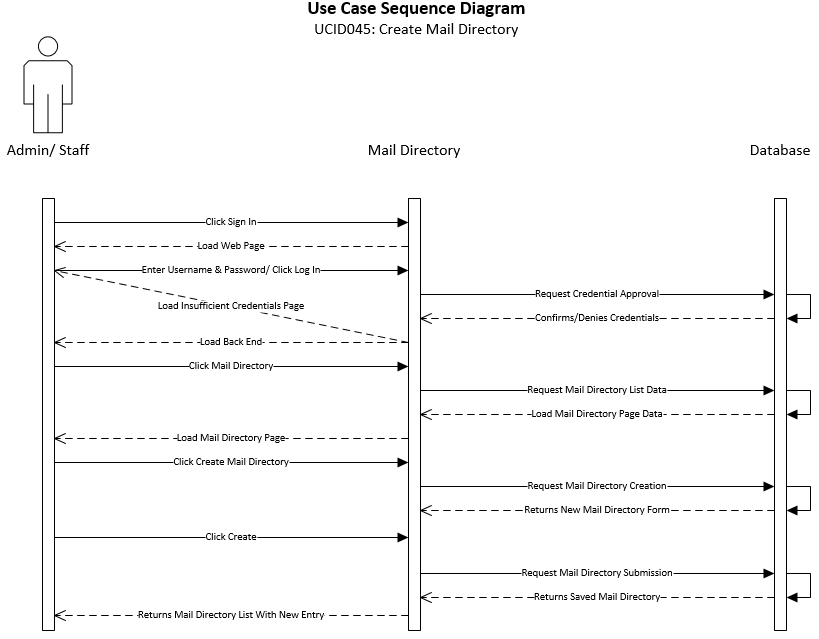 Use Case Sequence Diagram
UCID045: Create Mail Directory
Admin/ Staff
Mail Directory
Database
Click Sign In
Load Web Page
Enter Username & Password/ Click Log In
Request Credential Approval
Load Insufficient Credentials Page
Confirms/Denies Credentials
Load Back End
Click Mail Directory
Request Mail Directory List Data
Load Mail Directory Page Data
Load Mail Directory Page
Click Create Mail Directory
Request Mail Directory Creation
Returns New Mail Directory Form
Click Create
Request Mail Directory Submission
Returns Saved Mail Directory
Returns Mail Directory List With New Entry